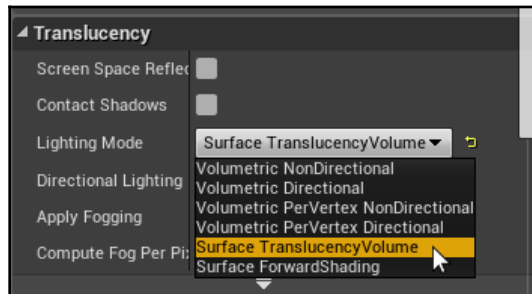 Translucency
Screen Space Reflec
Contact Shadows
Lighting Mode Surface TranslucencyVolume
Volumetric NonDirectional
Directional Lighting
Volumetric Directional
Volumetric PerVertex NonDirectional
Apply Fogging
Volumetric PerVertex Directional
Surface TranslucencyVolume
Compute Fog Per Pi
Surface ForwardShading